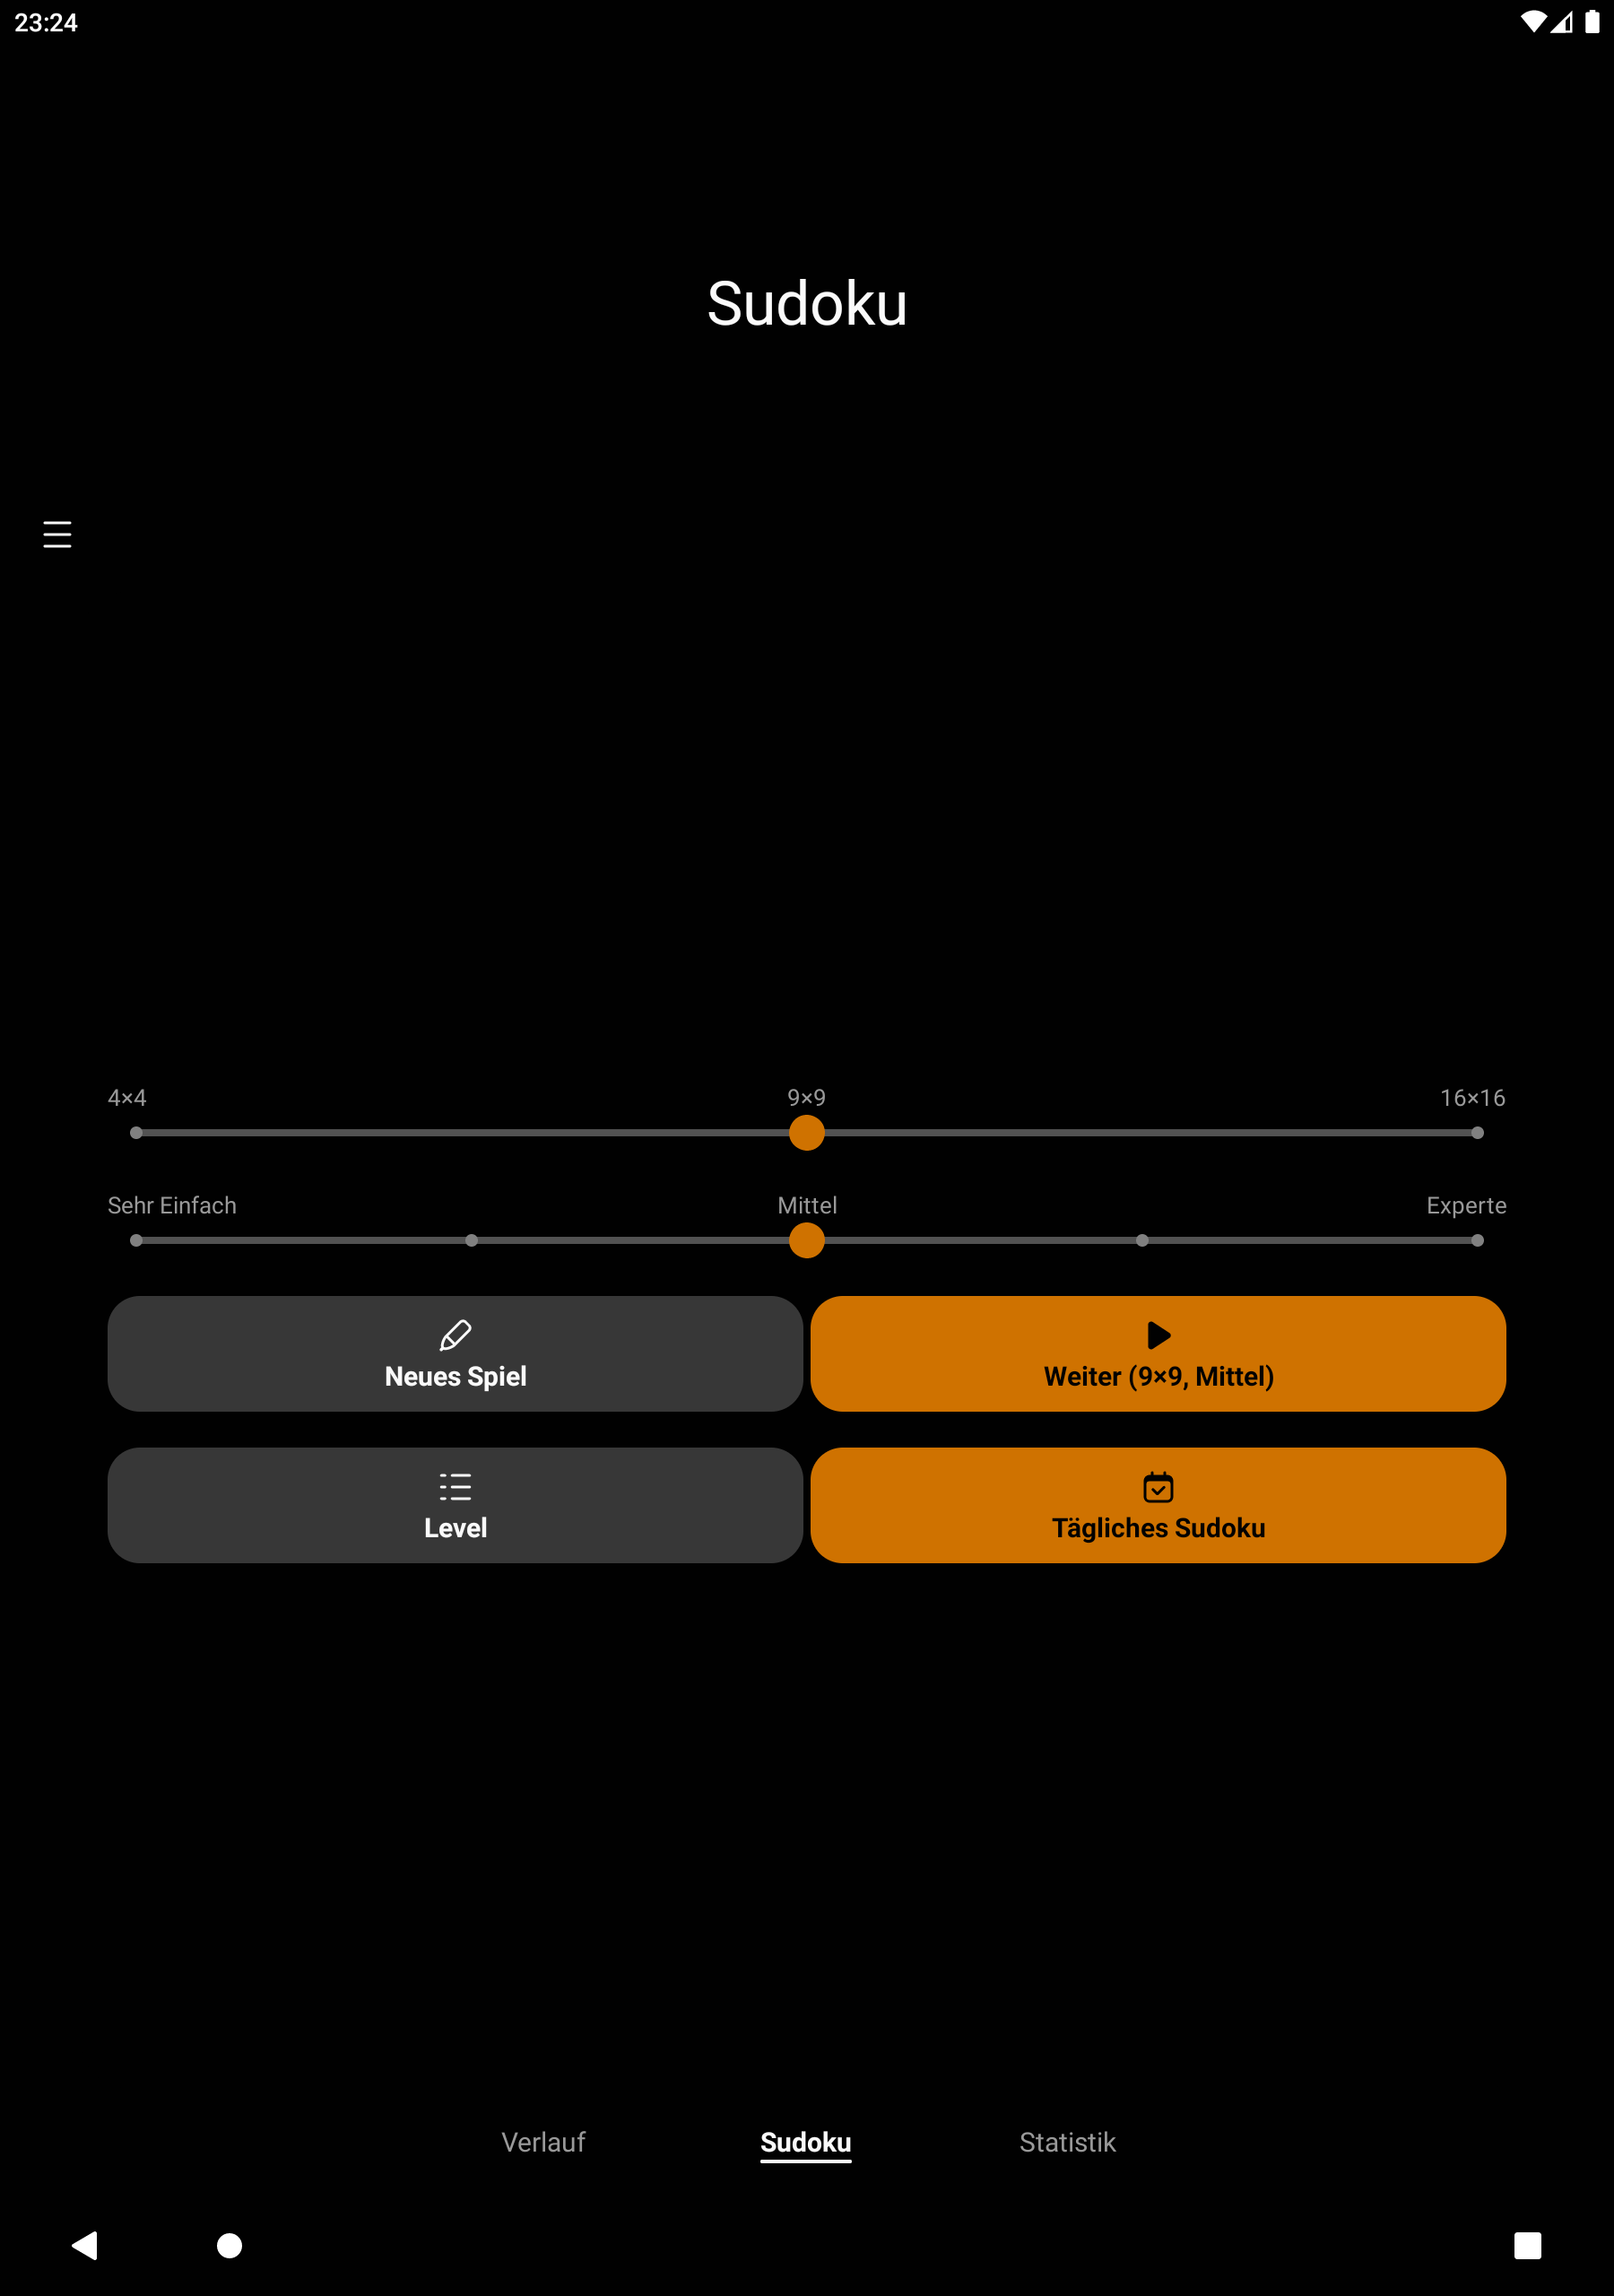 23:24
Sudoku
4×4 9×9 16×16
Sehr Einfach Mittel Experte
Neues Spiel Weiter (9×9, Mittel)
Level Tägliches Sudoku
Verlauf Sudoku Statistik